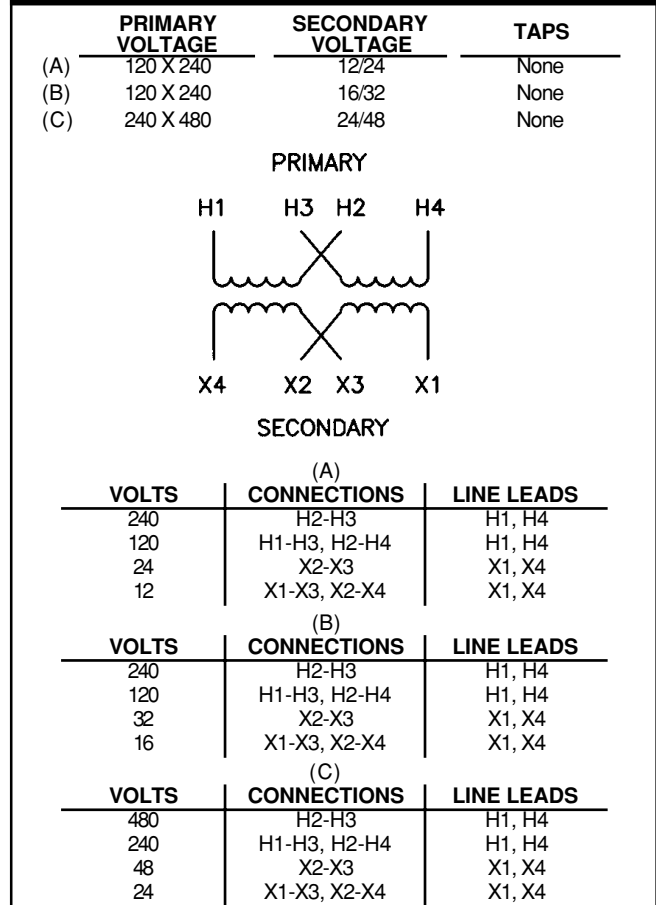 PRIMARY VOLTAGE SECONDARY VOLTAGE TAPS
(A) 120 X 240 12/24 None
(B) 120 X 240 16/32 None
(C) 240 X 480 24/48 None
PRIMARY
H1 H3 H2 H4
X4 X2 X3 X1
SECONDARY
(A)
VOLTS CONNECTIONS LINE LEADS
240 H2-H3 H1, H4
120 H1-H3, H2-H4 H1, H4
24 X2-X3 X1, X4
12 X1-X3, X2-X4 X1, X4
(B)
VOLTS CONNECTIONS LINE LEADS
240 H2-H3 H1, H4
120 H1-H3, H2-H4 H1, H4
32 X2-X3 X1, X4
16 X1-X3, X2-X4 X1, X4
(C)
VOLTS CONNECTIONS LINE LEADS
480 H2-H3 H1, H4
240 H1-H3, H2-H4 H1, H4
48 X2-X3 X1, X4
24 X1-X3, X2-X4 X1, X4